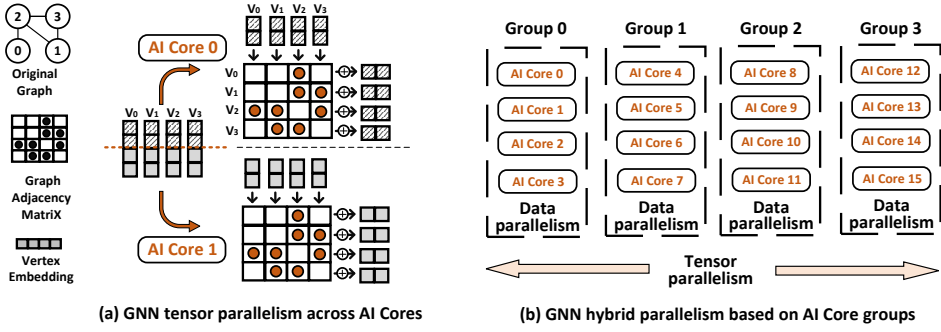 2 3
0 1
Original
Graph
Graph
Adjacency
MatriX
Vertex
Embedding
V0 V1 V2 V3
AI Core 0
V0 V1 V2 V3
V0
V1
V2
V3
AI Core 1
(a) GNN tensor parallelism across AI Cores
Group 0 Group 1 Group 2 Group 3
AI Core 0 AI Core 4 AI Core 8 AI Core 12
AI Core 1 AI Core 5 AI Core 9 AI Core 13
AI Core 2 AI Core 6 AI Core 10 AI Core 14
AI Core 3 AI Core 7 AI Core 11 AI Core 15
Data Data Data Data
parallelism parallelism parallelism parallelism
Tensor
parallelism
(b) GNN hybrid parallelism based on AI Core groups